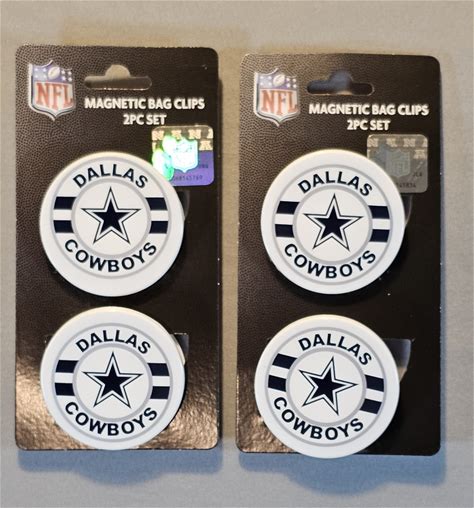 NFL
MAGNETIC BAG CLIPS
2PC SET
DALLAS
COWBOYS
DALLAS
COWBOYS
NFL
MAGNETIC BAG CLIPS
2PC SET
DALLAS
COWBOYS
DALLAS
COWBOYS